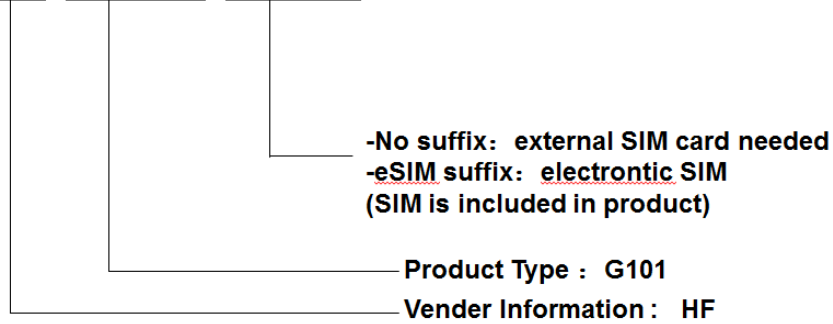 -No suffix：external SIM card needed
-eSIM suffix：electrontic SIM
(SIM is included in product)
Product Type： G101
Vender Information： HF